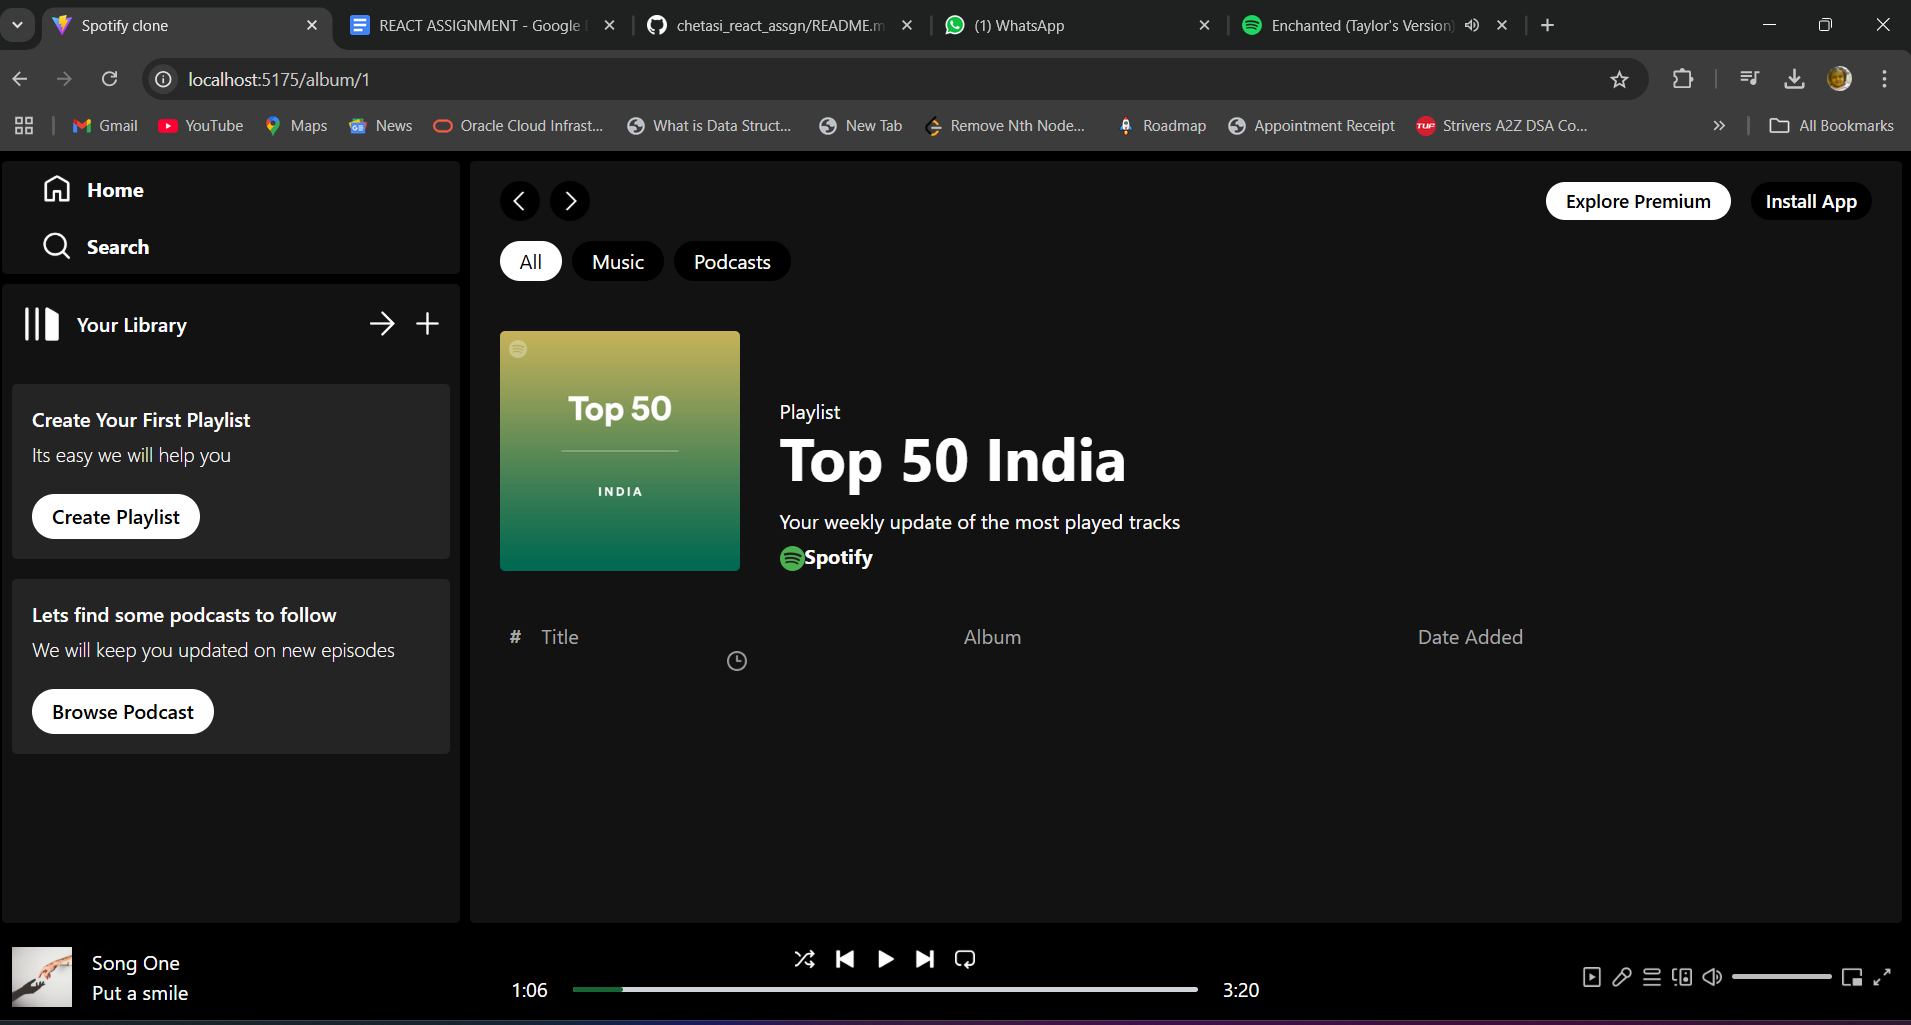 Spotify clone
REACT ASSIGNMENT - Google
chetasi_react_assgn/README.m
(1) WhatsApp
Enchanted (Taylor's Version)
localhost:5175/album/1
Gmail
YouTube
Maps
News
Oracle Cloud Infrast...
What is Data Struct...
New Tab
Remove Nth Node...
Roadmap
Appointment Receipt
TUF
Strivers A2Z DSA Co...
All Bookmarks
Home
Search
Your Library
Create Your First Playlist
Its easy we will help you
Create Playlist
Lets find some podcasts to follow
We will keep you updated on new episodes
Browse Podcast
Explore Premium
Install App
All
Music
Podcasts
Top 50
INDIA
Playlist
Top 50 India
Your weekly update of the most played tracks
Spotify
# Title
Album
Date Added
Song One
Put a smile
1:06
3:20